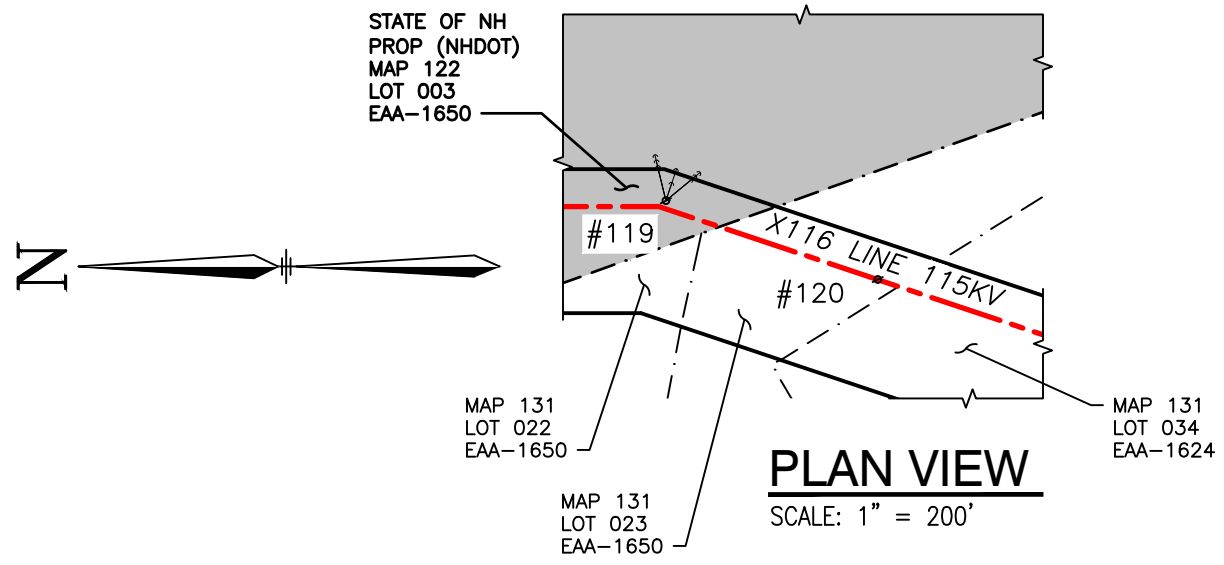 STATE OF NH
PROP (NHDOT)
MAP 122
LOT 003
EAA-1650
#119
X116 LINE 115KV
#120
N
MAP 131
LOT 022
EAA-1650
MAP 131
LOT 023
EAA-1650
MAP 131
LOT 034
EAA-1624
PLAN VIEW
SCALE: 1" = 200'